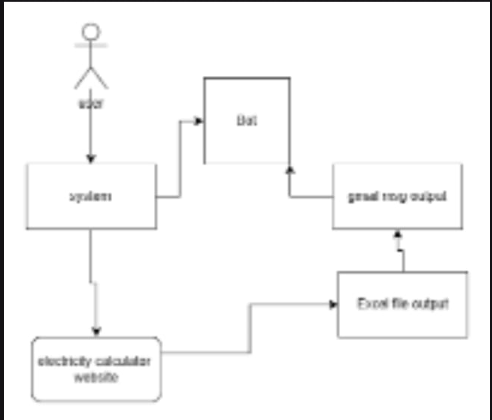 user
Bot
system
gmail msg output
Excel file output
electricity calculator
website